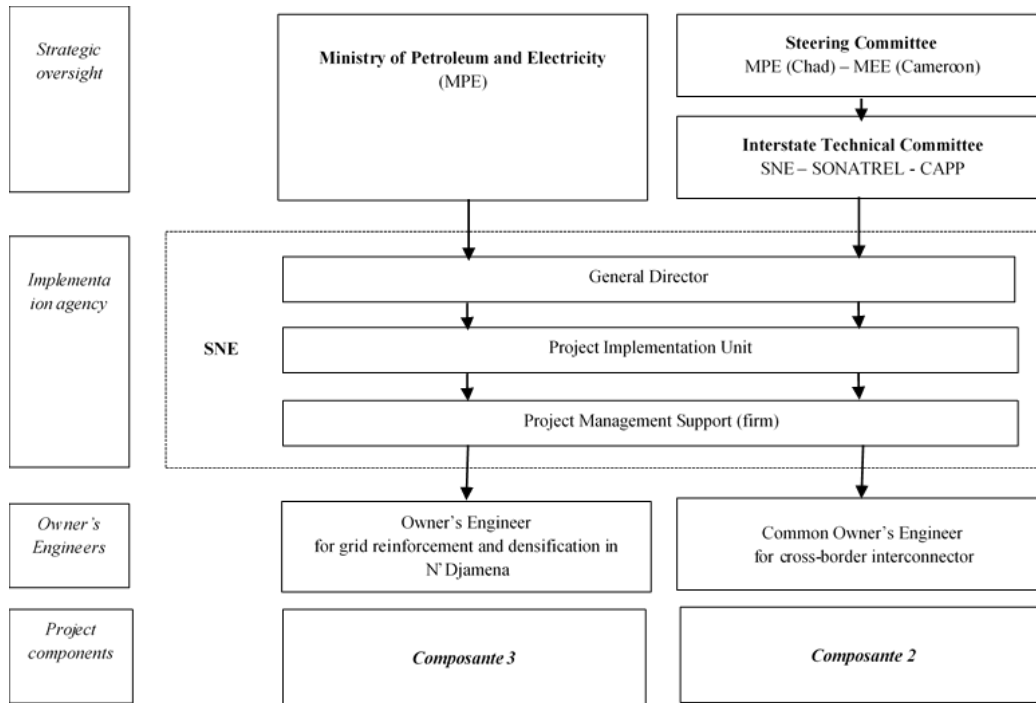 Strategic
oversight
Ministry of Petroleum and Electricity
(MPE)
Steering Committee
MPE (Chad) – MEE (Cameroon)
Interstate Technical Committee
SNE – SONATREL - CAPP
Implementa
ion agency
SNE
General Director
Project Implementation Unit
Project Management Support (firm)
Owner's
Engineers
Owner's Engineer
for grid reinforcement and densification in
N'Djamena
Common Owner's Engineer
for cross-border interconnector
Project
components
Composante 3
Composante 2